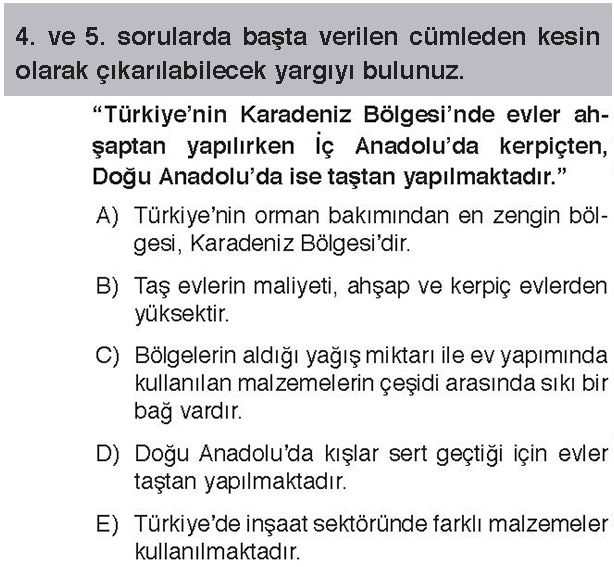 4. ve 5. sorularda başta verilen cümleden kesin
olarak çıkarılabilecek yargıyı bulunuz.
“Türkiye’nin Karadeniz Bölgesi’nde evler ah-
şaptan yapılırken İç Anadolu’da kerpiçten,
Doğu Anadolu’da ise taştan yapılmaktadır.”
A) Türkiye’nin orman bakımından en zengin böl-
gesi, Karadeniz Bölgesi’dir.
B) Taş evlerin maliyeti, ahşap ve kerpiç evlerden
yüksektir.
C) Bölgelerin aldığı yağış miktarı ile ev yapımında
kullanılan malzemelerin çeşidi arasında sıkı bir
bağ vardır.
D) Doğu Anadolu’da kışlar sert geçtiği için evler
taştan yapılmaktadır.
E) Türkiye’de inşaat sektöründe farklı malzemeler
kullanılmaktadır.